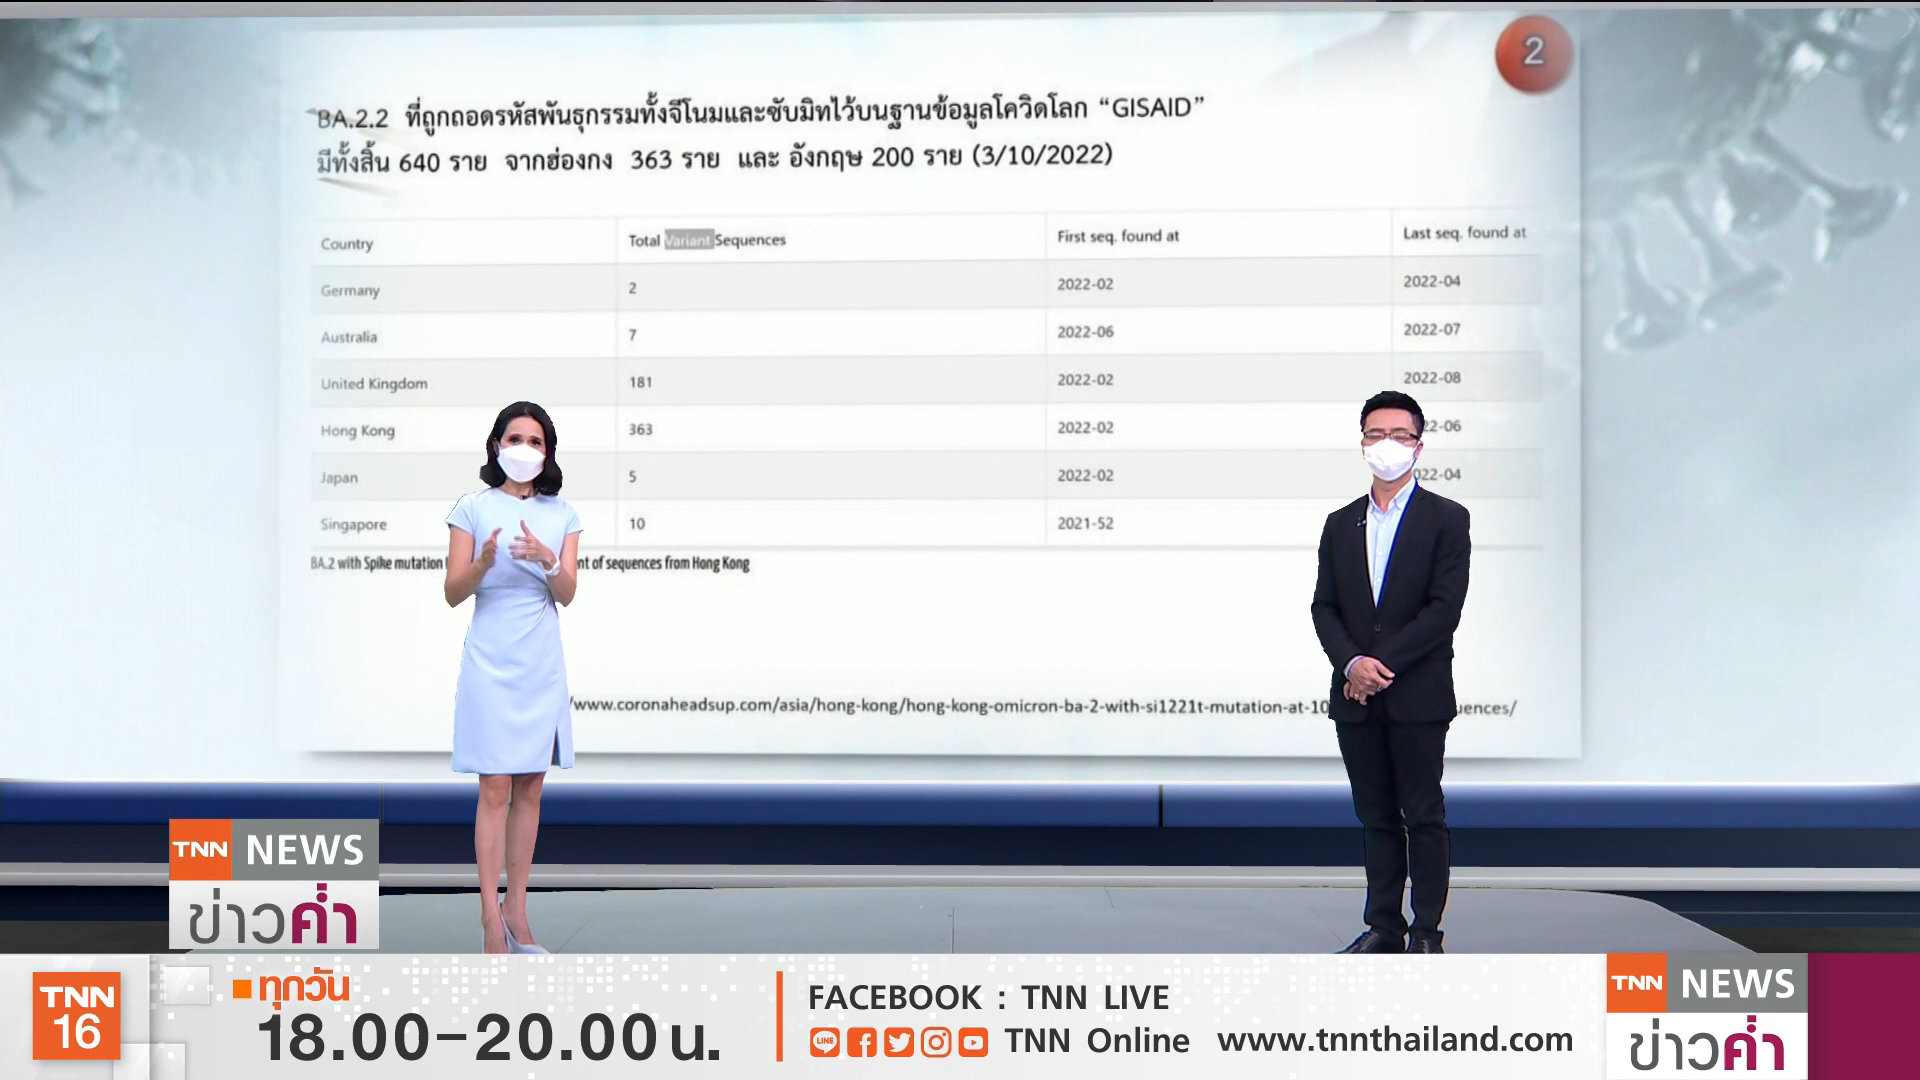 2
BA.2.2 ที่ถูกถอดรหัสพันธุกรรมทั้งจีโนมและซับมิทไว้บนฐานข้อมูลโควิดโลก “GISAID”
มีทั้งสิ้น 640 ราย จากฮ่องกง 363 ราย และ อังกฤษ 200 ราย (3/10/2022)
Country Total Variant Sequences First seq. found at Last seq. found at
Germany 2 2022-02 2022-04
Australia 7 2022-06 2022-07
United Kingdom 181 2022-02 2022-08
Hong Kong 363 2022-02 22-06
Japan 5 2022-02 022-04
Singapore 10 2021-52
BA.2 with Spike mutation nt of sequences from Hong Kong
/www.coronaheadsup.com/asia/hong-kong/hong-kong-omicron-ba-2-with-si1221t-mutation-at-10 uences/
TNN NEWS
ข่าวค่ำ
TNN 16
ทุกวัน
18.00-20.00 น.
FACEBOOK : TNN LIVE
LINE TNN Online www.tnnthailand.com
TNN NEWS
ข่าวค่ำ